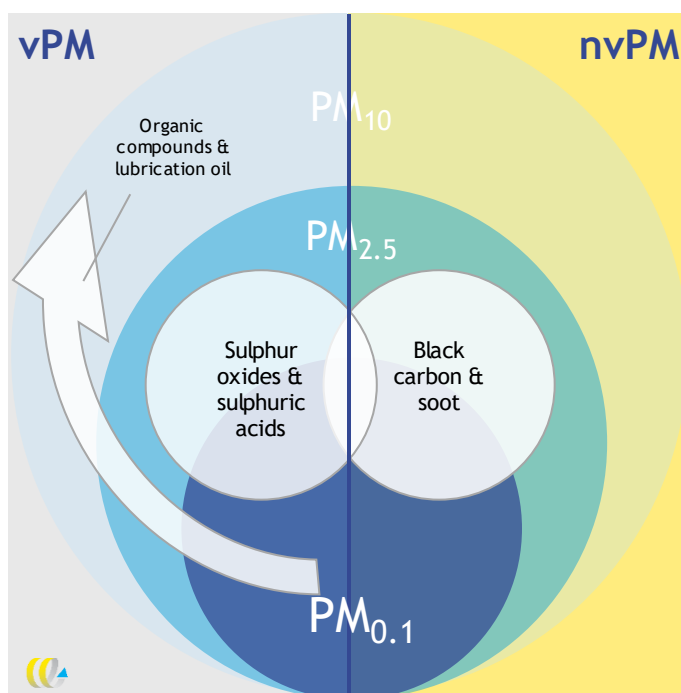 vPM
nvPM
PM10
Organic
compounds &
lubrication oil
PM2.5
Sulphur
oxides &
sulphuric
acids
Black
carbon &
soot
PM0.1